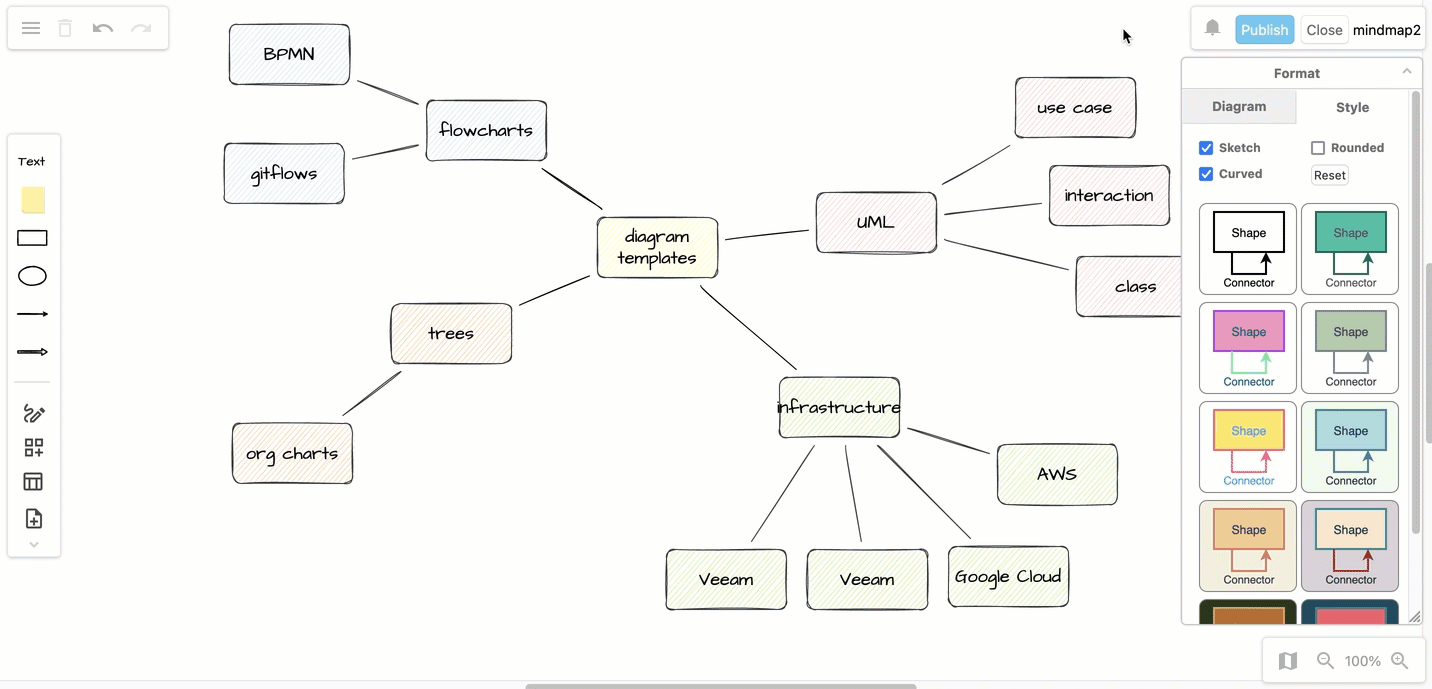 Publish
Close
mindmap2
Format
Diagram
Style
Sketch
Rounded
Curved
Reset
Shape
Connector
Shape
Connector
Shape
Connector
Shape
Connector
Shape
Connector
Shape
Connector
Shape
Connector
Shape
Connector
Text
BPMN
flowcharts
gitflows
diagram
templates
UML
use case
interaction
class
trees
org charts
infrastructure
AWS
Veeam
Veeam
Google Cloud
100%